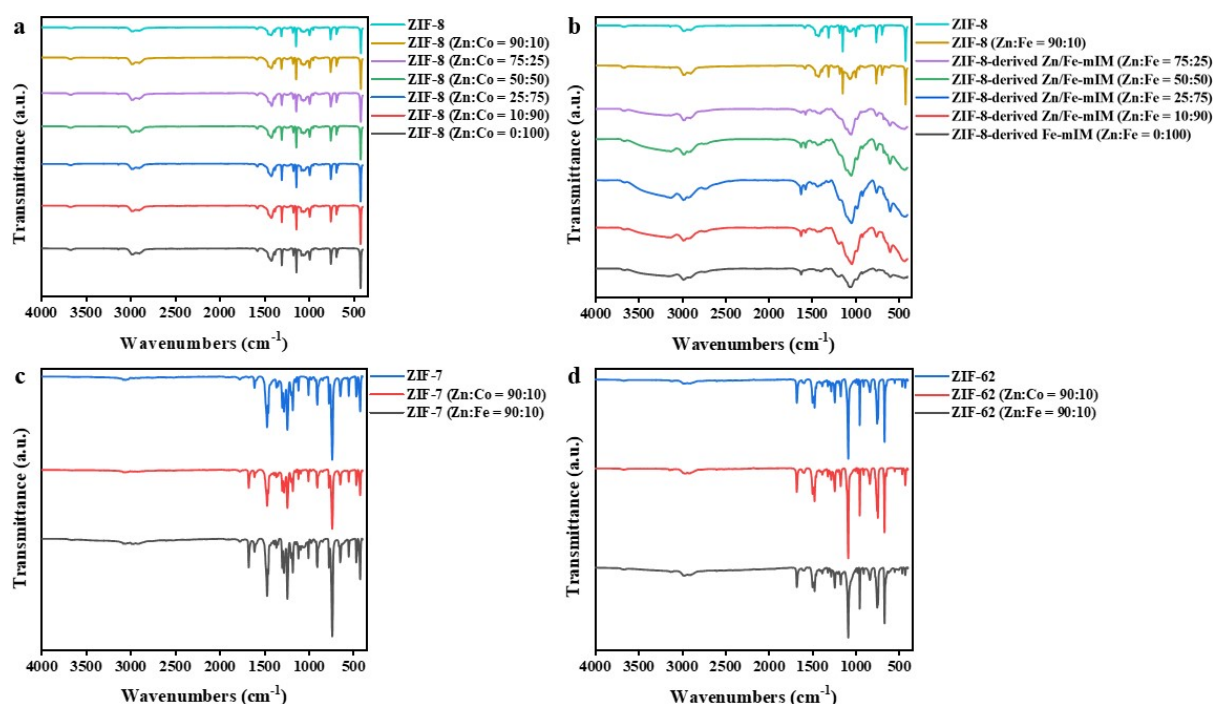 a
ZIF-8
ZIF-8 (Zn:Co = 90:10)
ZIF-8 (Zn:Co = 75:25)
ZIF-8 (Zn:Co = 50:50)
ZIF-8 (Zn:Co = 25:75)
ZIF-8 (Zn:Co = 10:90)
ZIF-8 (Zn:Co = 0:100)
Transmittance (a.u.)
4000 3500 3000 2500 2000 1500 1000 500
Wavenumbers (cm⁻¹)
b
ZIF-8
ZIF-8 (Zn:Fe = 90:10)
ZIF-8-derived Zn/Fe-mIM (Zn:Fe = 75:25)
ZIF-8-derived Zn/Fe-mIM (Zn:Fe = 50:50)
ZIF-8-derived Zn/Fe-mIM (Zn:Fe = 25:75)
ZIF-8-derived Zn/Fe-mIM (Zn:Fe = 10:90)
ZIF-8-derived Fe-mIM (Zn:Fe = 0:100)
Transmittance (a.u.)
4000 3500 3000 2500 2000 1500 1000 500
Wavenumbers (cm⁻¹)
c
ZIF-7
ZIF-7 (Zn:Co = 90:10)
ZIF-7 (Zn:Fe = 90:10)
Transmittance (a.u.)
4000 3500 3000 2500 2000 1500 1000 500
Wavenumbers (cm⁻¹)
d
ZIF-62
ZIF-62 (Zn:Co = 90:10)
ZIF-62 (Zn:Fe = 90:10)
Transmittance (a.u.)
4000 3500 3000 2500 2000 1500 1000 500
Wavenumbers (cm⁻¹)